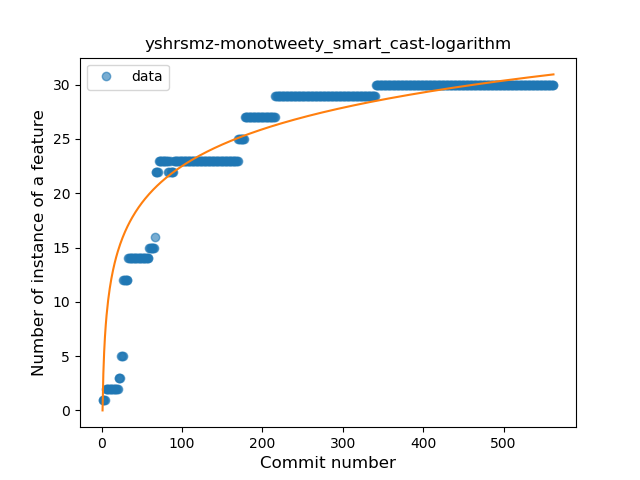 yshrsmz-monotweety_smart_cast-logarithm
data
Number of instance of a feature
30
25
20
15
10
5
0
0 100 200 300 400 500
Commit number